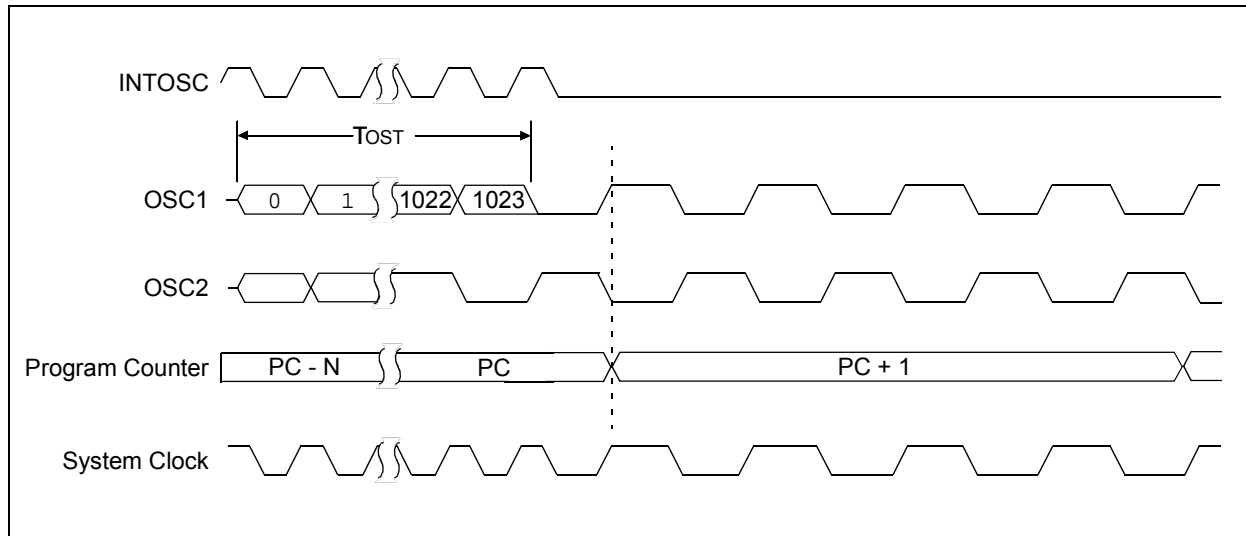 INTOSC
TOST
OSC1 0 1 1022 1023
OSC2
Program Counter PC - N PC PC + 1
System Clock